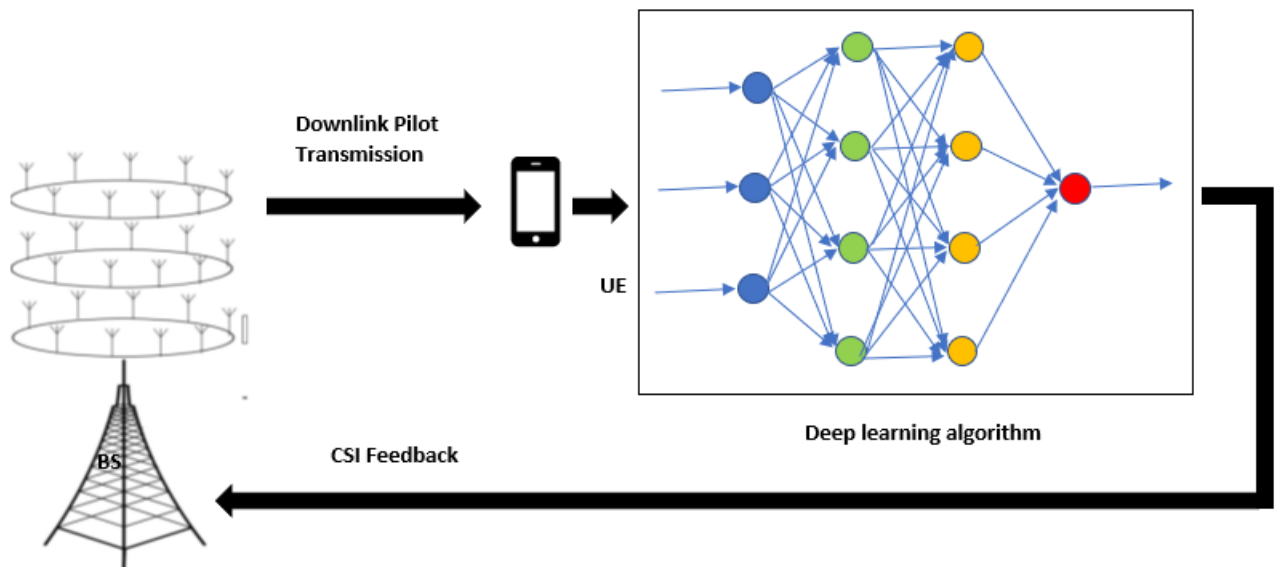 Downlink Pilot
Transmission
UE
Deep learning algorithm
BS
CSI Feedback